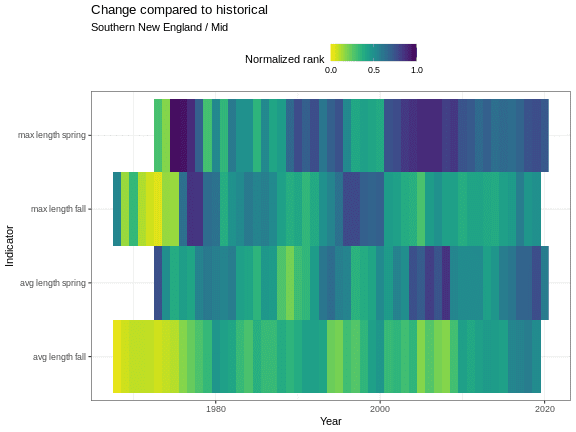 Change compared to historical
Southern New England / Mid
Normalized rank
0.0 0.5 1.0
Indicator
max length spring
max length fall
avg length spring
avg length fall
1980 2000 2020
Year